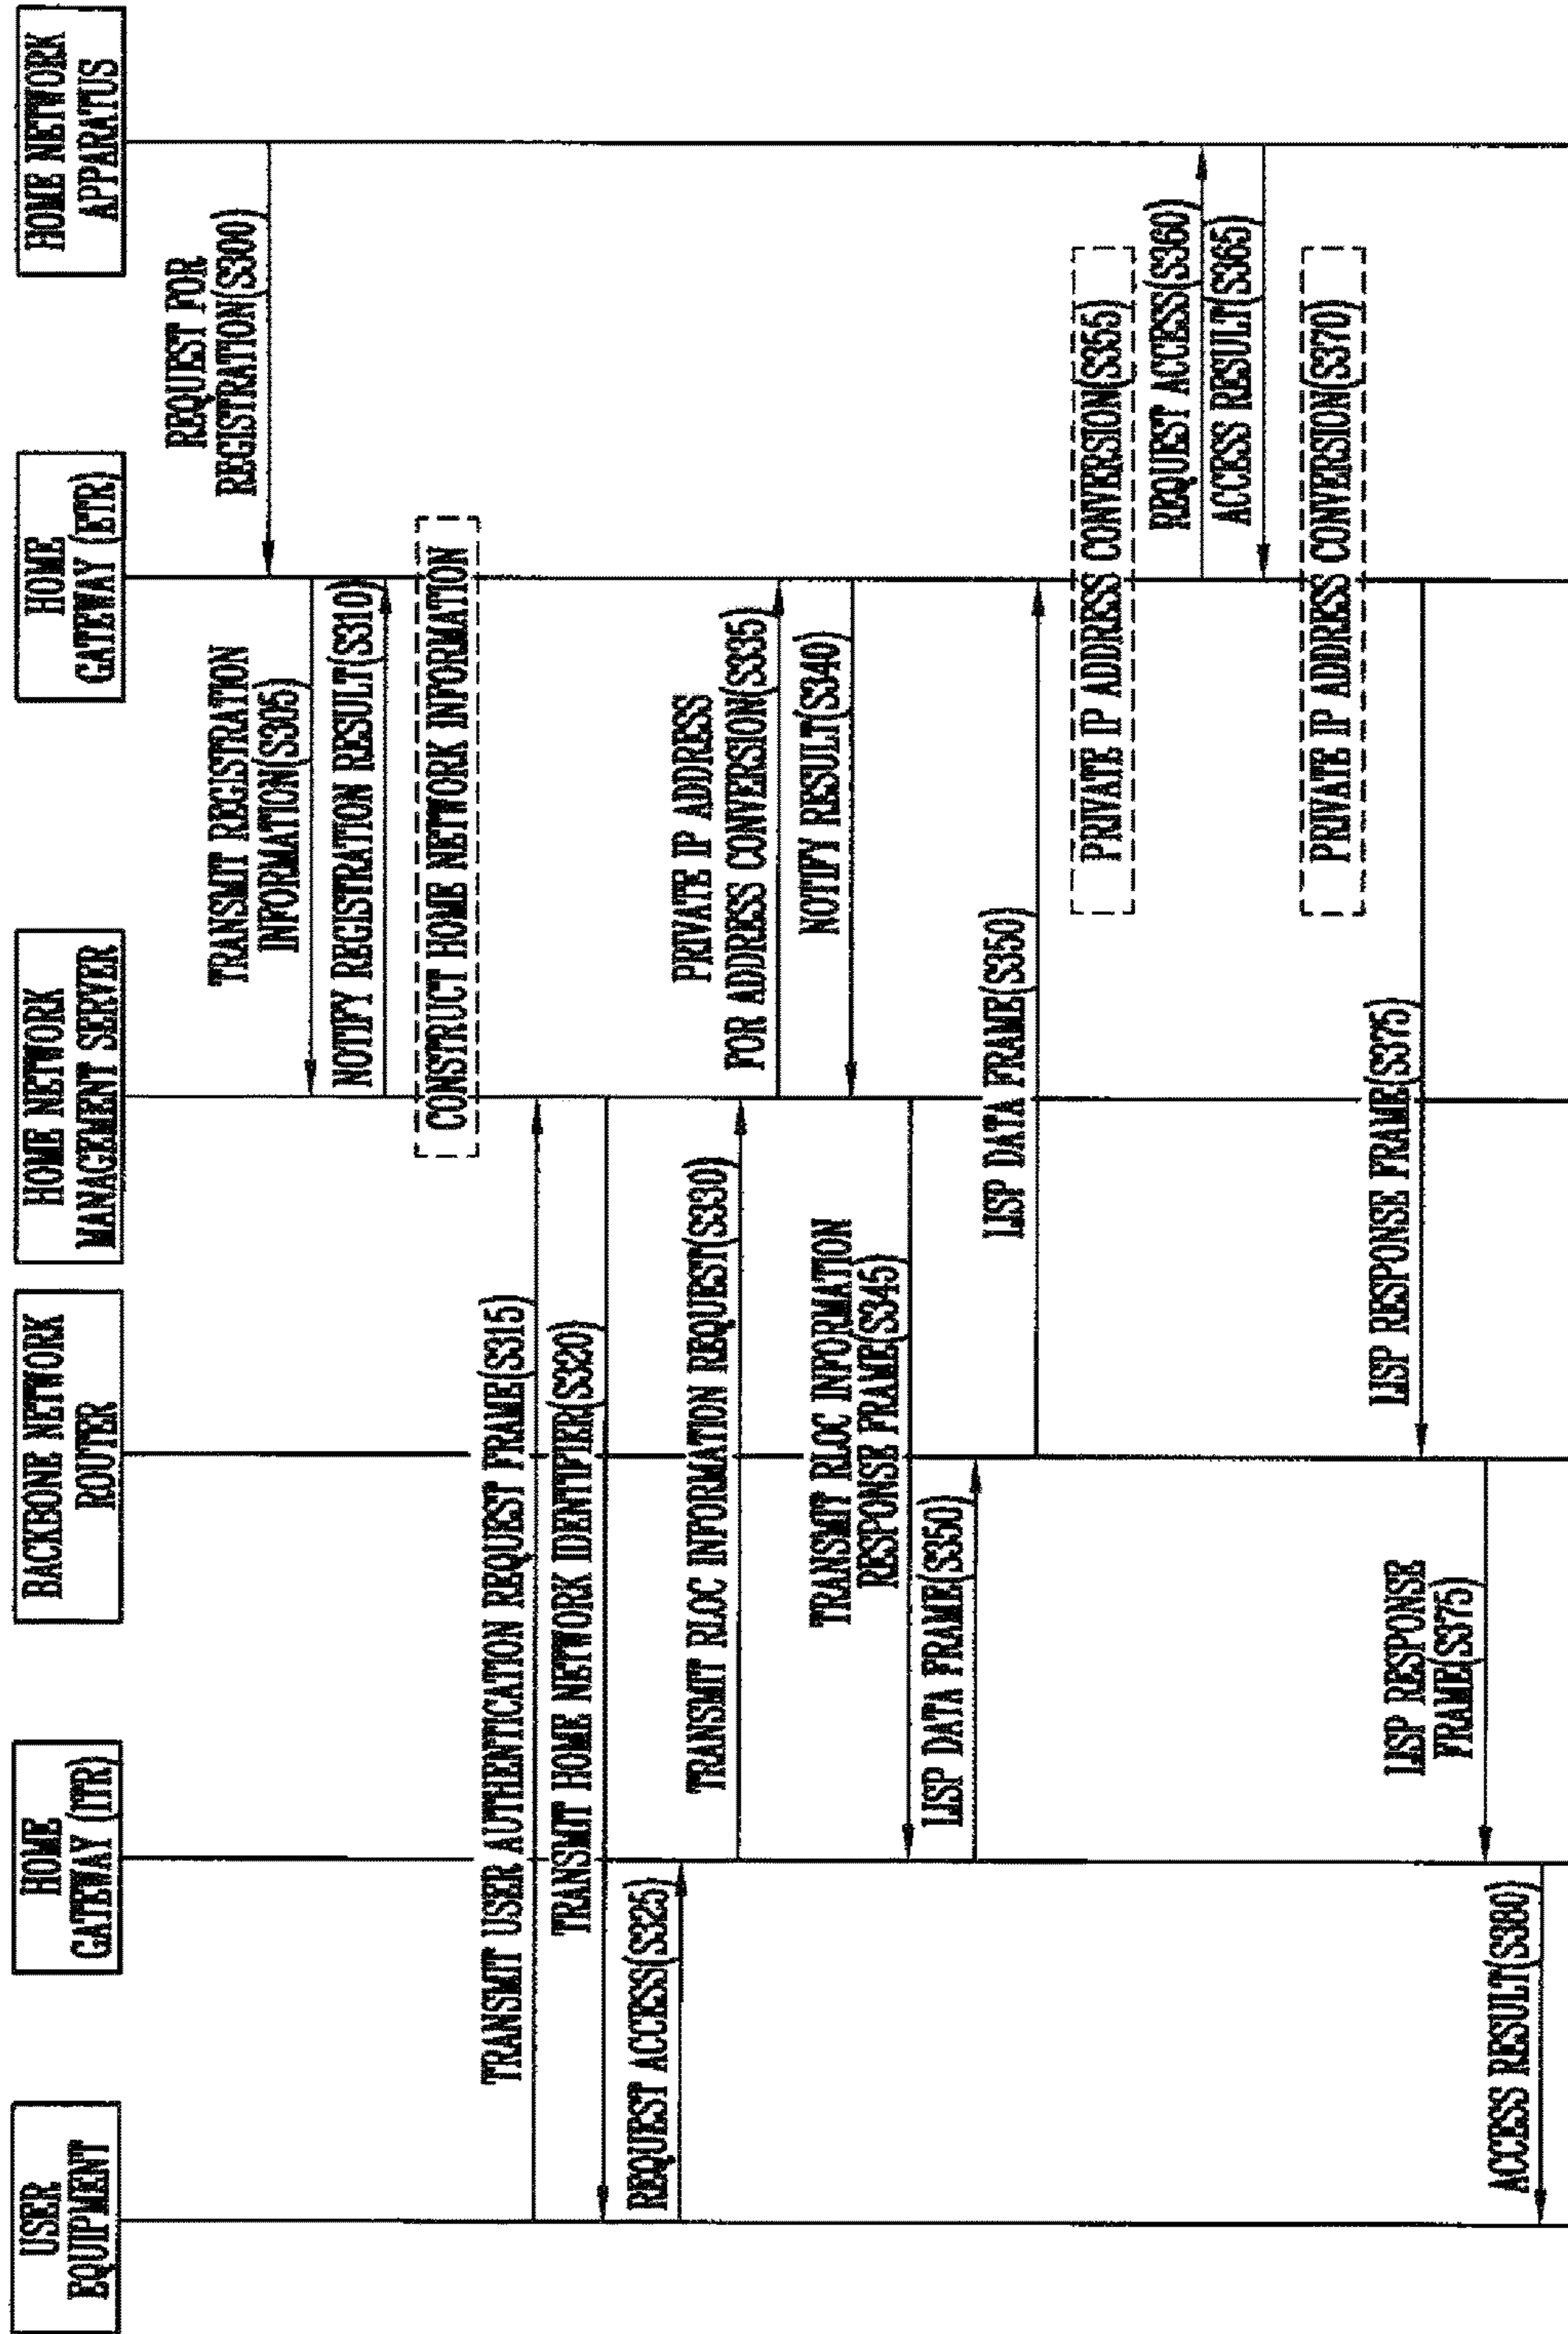 USER
EQUIPMENT
HOME
GATEWAY (ITR)
BACKBONE NETWORK
ROUTER
HOME NETWORK
MANAGEMENT SERVER
HOME
GATEWAY (ETR)
HOME NETWORK
APPARATUS
REQUEST FOR
REGISTRATION(S300)
TRANSMIT REGISTRATION
INFORMATION(S305)
NOTIFY REGISTRATION RESULT(S310)
CONSTRUCT HOME NETWORK INFORMATION
TRANSMIT USER AUTHENTICATION REQUEST FRAME(S315)
TRANSMIT HOME NETWORK IDENTIFIER(S320)
REQUEST ACCESS(S325)
TRANSMIT RLOC INFORMATION REQUEST(S330)
PRIVATE IP ADDRESS
FOR ADDRESS CONVERSION(S335)
NOTIFY RESULT(S340)
TRANSMIT RLOC INFORMATION
RESPONSE FRAME(S345)
LISP DATA FRAME(S350)
LISP DATA FRAME(S350)
PRIVATE IP ADDRESS CONVERSION(S355)
REQUEST ACCESS(S360)
ACCESS RESULT(S365)
PRIVATE IP ADDRESS CONVERSION(S370)
LISP RESPONSE FRAME(S375)
LISP RESPONSE
FRAME(S375)
ACCESS RESULT(S380)